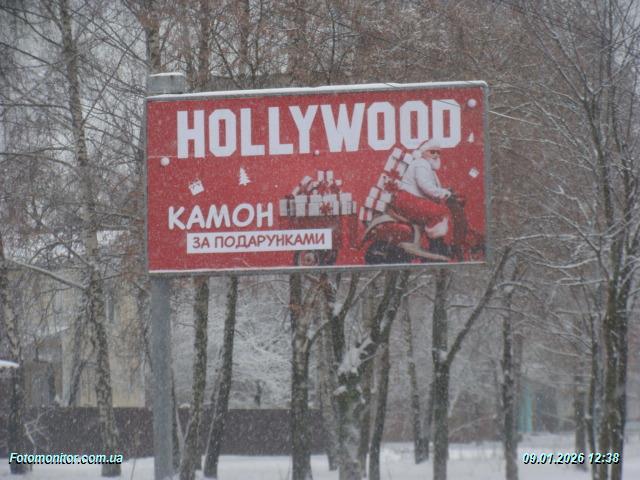 HOLLYWOOD
КАМОН
ЗА ПОДАРУНКАМИ
Fotomonitor.com.ua
09.01.2026 12:38